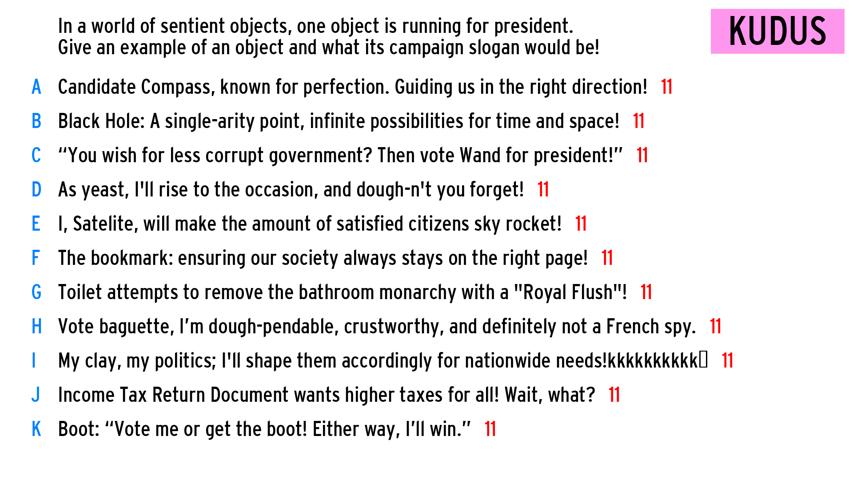 In a world of sentient objects, one object is running for president.
Give an example of an object and what its campaign slogan would be!
KUDUS
A Candidate Compass, known for perfection. Guiding us in the right direction! 11
B Black Hole: A single-arity point, infinite possibilities for time and space! 11
C “You wish for less corrupt government? Then vote Wand for president!” 11
D As yeast, I'll rise to the occasion, and dough-n't you forget! 11
E I, Satelite, will make the amount of satisfied citizens sky rocket! 11
F The bookmark: ensuring our society always stays on the right page! 11
G Toilet attempts to remove the bathroom monarchy with a "Royal Flush"! 11
H Vote baguette, I’m dough-pendable, crustworthy, and definitely not a French spy. 11
I My clay, my politics; I'll shape them accordingly for nationwide needs!kkkkkkkkkk▯ 11
J Income Tax Return Document wants higher taxes for all! Wait, what? 11
K Boot: “Vote me or get the boot! Either way, I’ll win.” 11